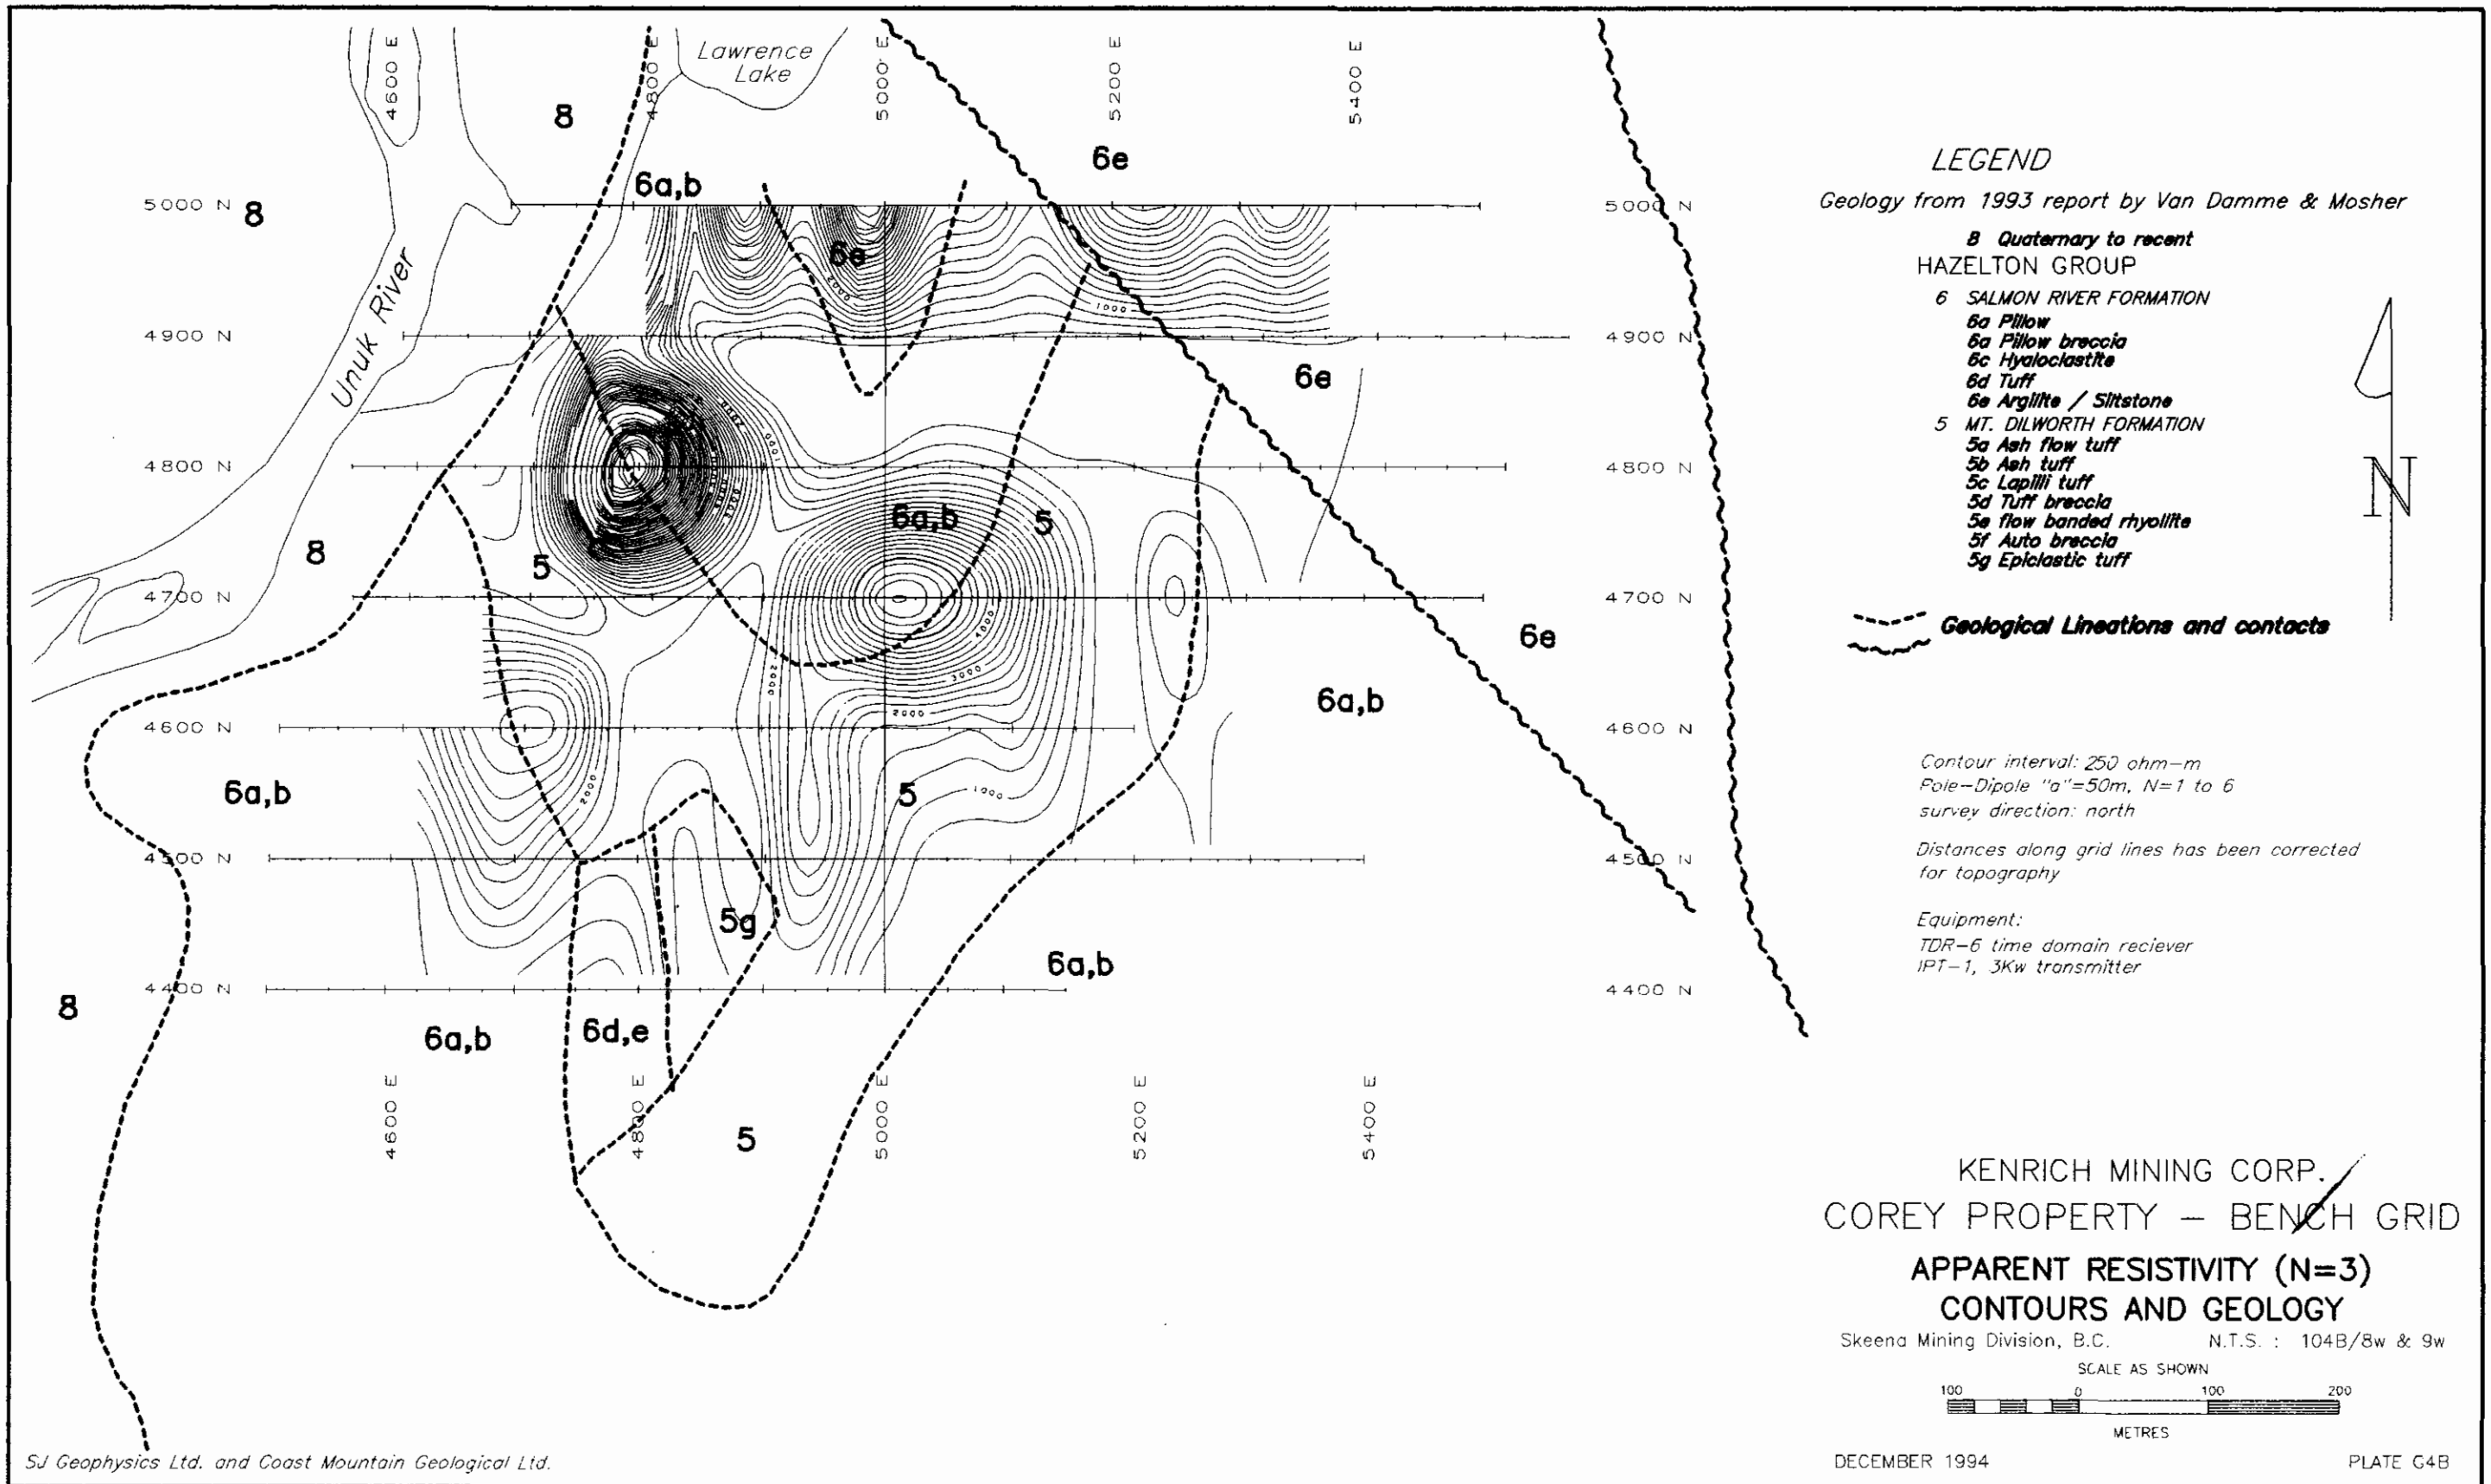 4600 E
4800 E
Lawrence
Lake
5000 E
5200 E
5400 E
8
6e
6a,b
5000 N
8
5000 N
6e
Unuk River
1000
4900 N
4900 N
6e
4800 N
4800 N
6a,b
5
8
5
4700 N
4700 N
4000
6e
2000
3000
6a,b
2000
4600 N
4600 N
6a,b
2000
5
1000
4500 N
4500 N
5g
6a,b
4400 N
4400 N
8
6a,b
6d,e
4600 E
4800 E
5
5000 E
5200 E
5400 E
LEGEND
Geology from 1993 report by Van Damme & Mosher
8 Quaternary to recent
HAZELTON GROUP
6 SALMON RIVER FORMATION
6a Pillow
6a Pillow breccia
6c Hyaloclastite
6d Tuff
6e Argillite / Siltstone
5 MT. DILWORTH FORMATION
5a Ash flow tuff
5b Ash tuff
5c Lapilli tuff
5d Tuff breccia
5e flow banded rhyolite
5f Auto breccia
5g Epiclastic tuff
N
Geological Lineations and contacts
Contour interval: 250 ohm-m
Pole-Dipole "a"=50m, N=1 to 6
survey direction: north
Distances along grid lines has been corrected
for topography
Equipment:
TDR-6 time domain reciever
IPT-1, 3Kw transmitter
KENRICH MINING CORP.
COREY PROPERTY - BENCH GRID
APPARENT RESISTIVITY (N=3)
CONTOURS AND GEOLOGY
Skeena Mining Division, B.C. N.T.S. : 104B/8w & 9w
SCALE AS SHOWN
100 0 100 200
METRES
SJ Geophysics Ltd. and Coast Mountain Geological Ltd.
DECEMBER 1994
PLATE G4B